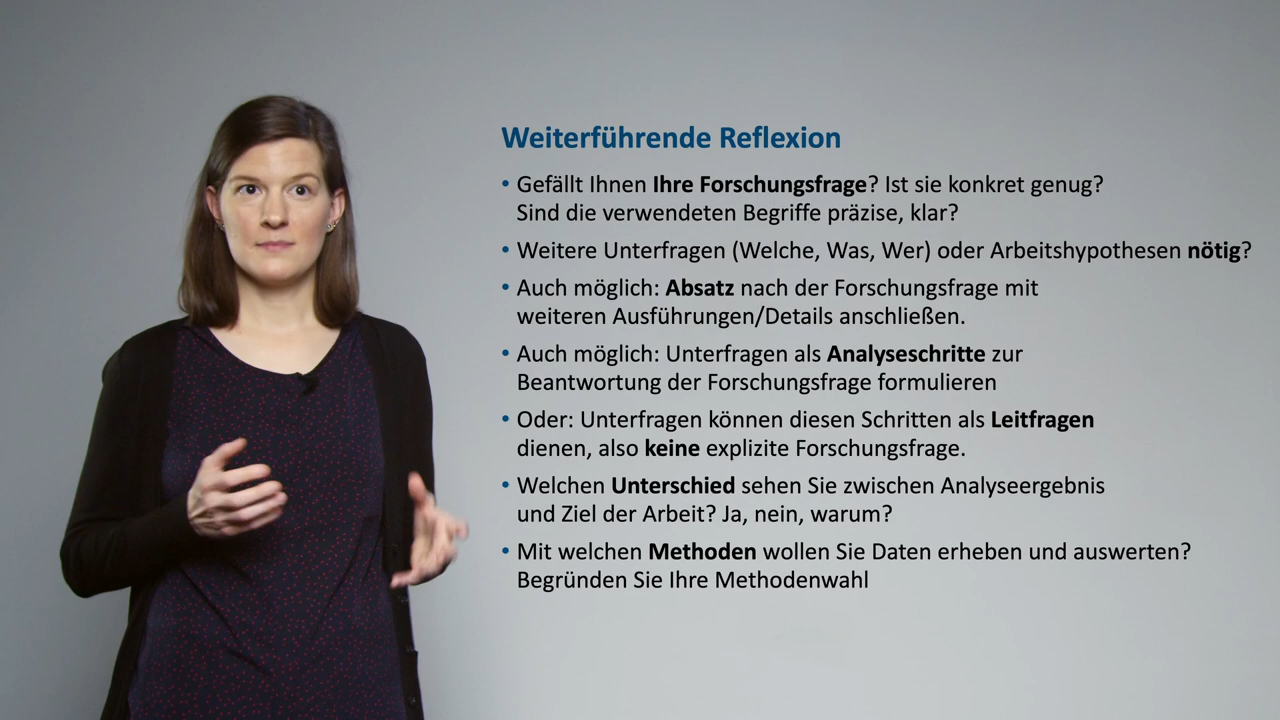 Weiterführende Reflexion
• Gefällt Ihnen Ihre Forschungsfrage? Ist sie konkret genug?
Sind die verwendeten Begriffe präzise, klar?
• Weitere Unterfragen (Welche, Was, Wer) oder Arbeitshypothesen nötig?
• Auch möglich: Absatz nach der Forschungsfrage mit
weiteren Ausführungen/Details anschließen.
• Auch möglich: Unterfragen als Analyseschritte zur
Beantwortung der Forschungsfrage formulieren
• Oder: Unterfragen können diesen Schritten als Leitfragen
dienen, also keine explizite Forschungsfrage.
• Welchen Unterschied sehen Sie zwischen Analyseergebnis
und Ziel der Arbeit? Ja, nein, warum?
• Mit welchen Methoden wollen Sie Daten erheben und auswerten?
Begründen Sie Ihre Methodenwahl